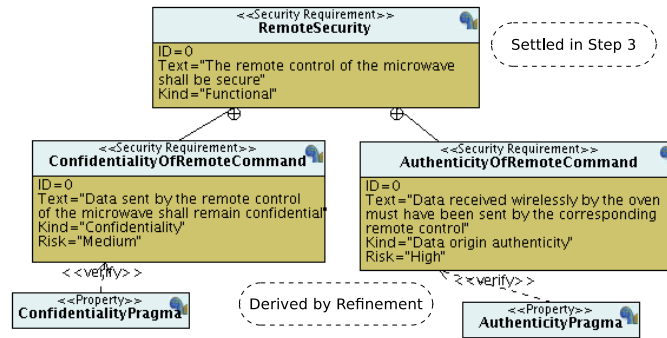 <<Security Requirement>>
RemoteSecurity
ID=0
Text="The remote control of the microwave
shall be secure"
Kind="Functional"
Settled in Step 3
<<Security Requirement>>
ConfidentialityOfRemoteCommand
ID=0
Text="Data sent by the remote control
of the microwave shall remain confidential"
Kind="Confidentiality"
Risk="Medium"
<<Security Requirement>>
AuthenticityOfRemoteCommand
ID=0
Text="Data received wirelessly by the oven
must have been sent by the corresponding
remote control"
Kind="Data origin authenticity"
Risk="High"
<<verify>>
<<verify>>
<<Property>>
ConfidentialityPragma
Derived by Refinement
<<Property>>
AuthenticityPragma